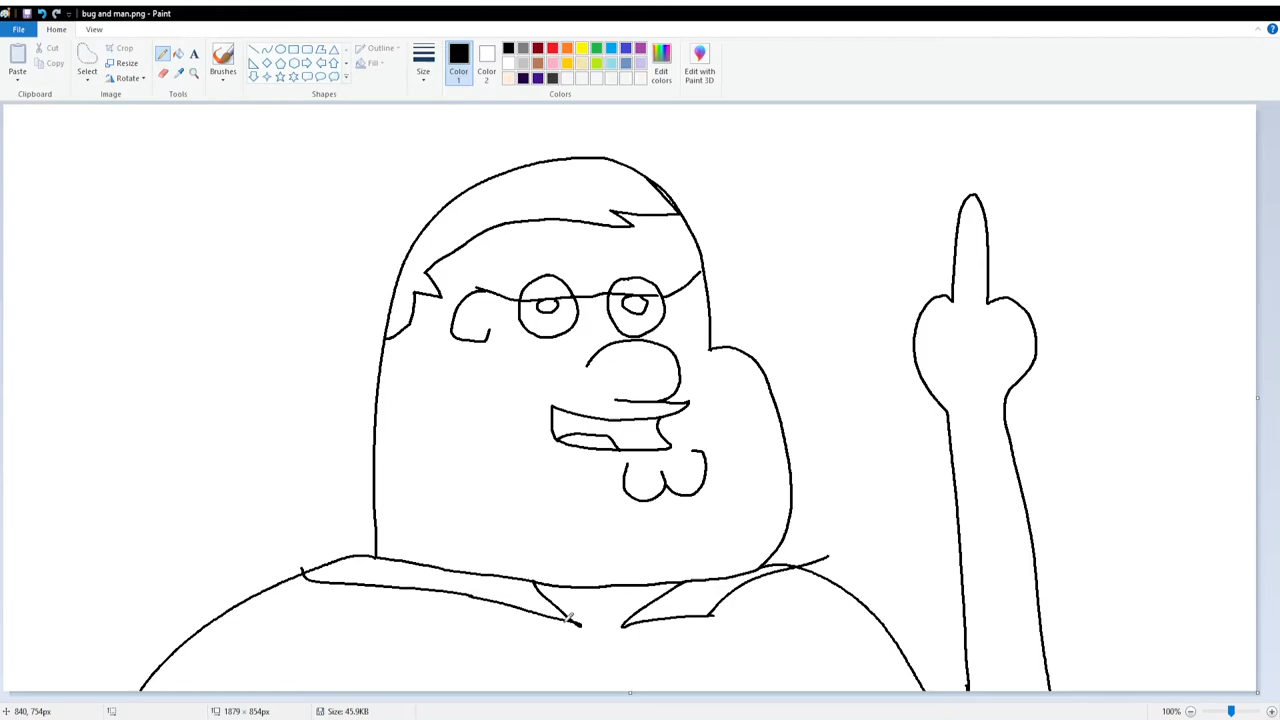 bug and man.png - Paint
File Home View
Paste Cut Copy
Select Crop Resize Rotate
A
Brushes
Outline Fill
Size
Color 1 Color 2
Edit colors
Edit with Paint 3D
Clipboard Image Tools Shapes Colors
840, 754px 1879 × 854px Size: 45.9KB 100%